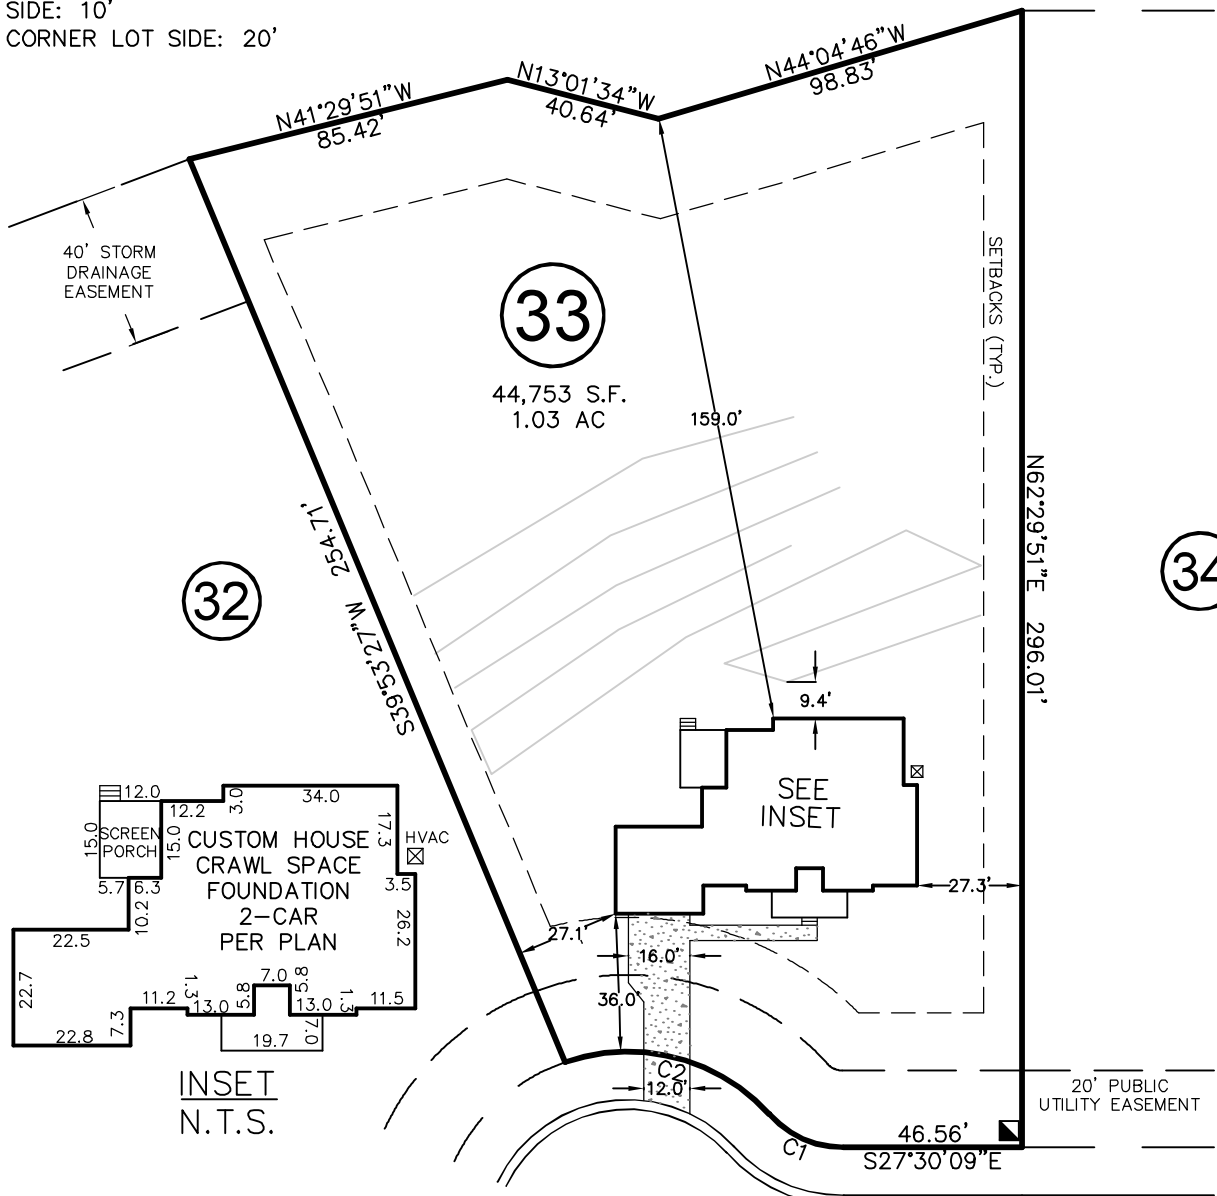 SIDE: 10'
CORNER LOT SIDE: 20'
N41°29'51"W
85.42'
N13°01'34"W
40.64'
N44°04'46"W
98.83'
40' STORM
DRAINAGE
EASEMENT
33
44,753 S.F.
1.03 AC
SETBACKS (TYP.)
159.0'
N62°29'51"E 296.01'
S39°53'27"W 254.71'
32
34
9.4'
SEE
INSET
27.3'
27.1'
16.0'
36.0'
12.0'
C2
C1
46.56'
S27°30'09"E
20' PUBLIC
UTILITY EASEMENT
12.0
12.2
3.0
34.0
15.0
SCREEN
PORCH
15.0
17.3
HVAC
CUSTOM HOUSE
CRAWL SPACE
FOUNDATION
2-CAR
PER PLAN
5.7
6.3
3.5
10.2
22.5
26.2
22.7
11.2
1.3
13.0
5.8
7.0
5.8
13.0
1.3
11.5
7.3
22.8
19.7
7.0
INSET
N.T.S.